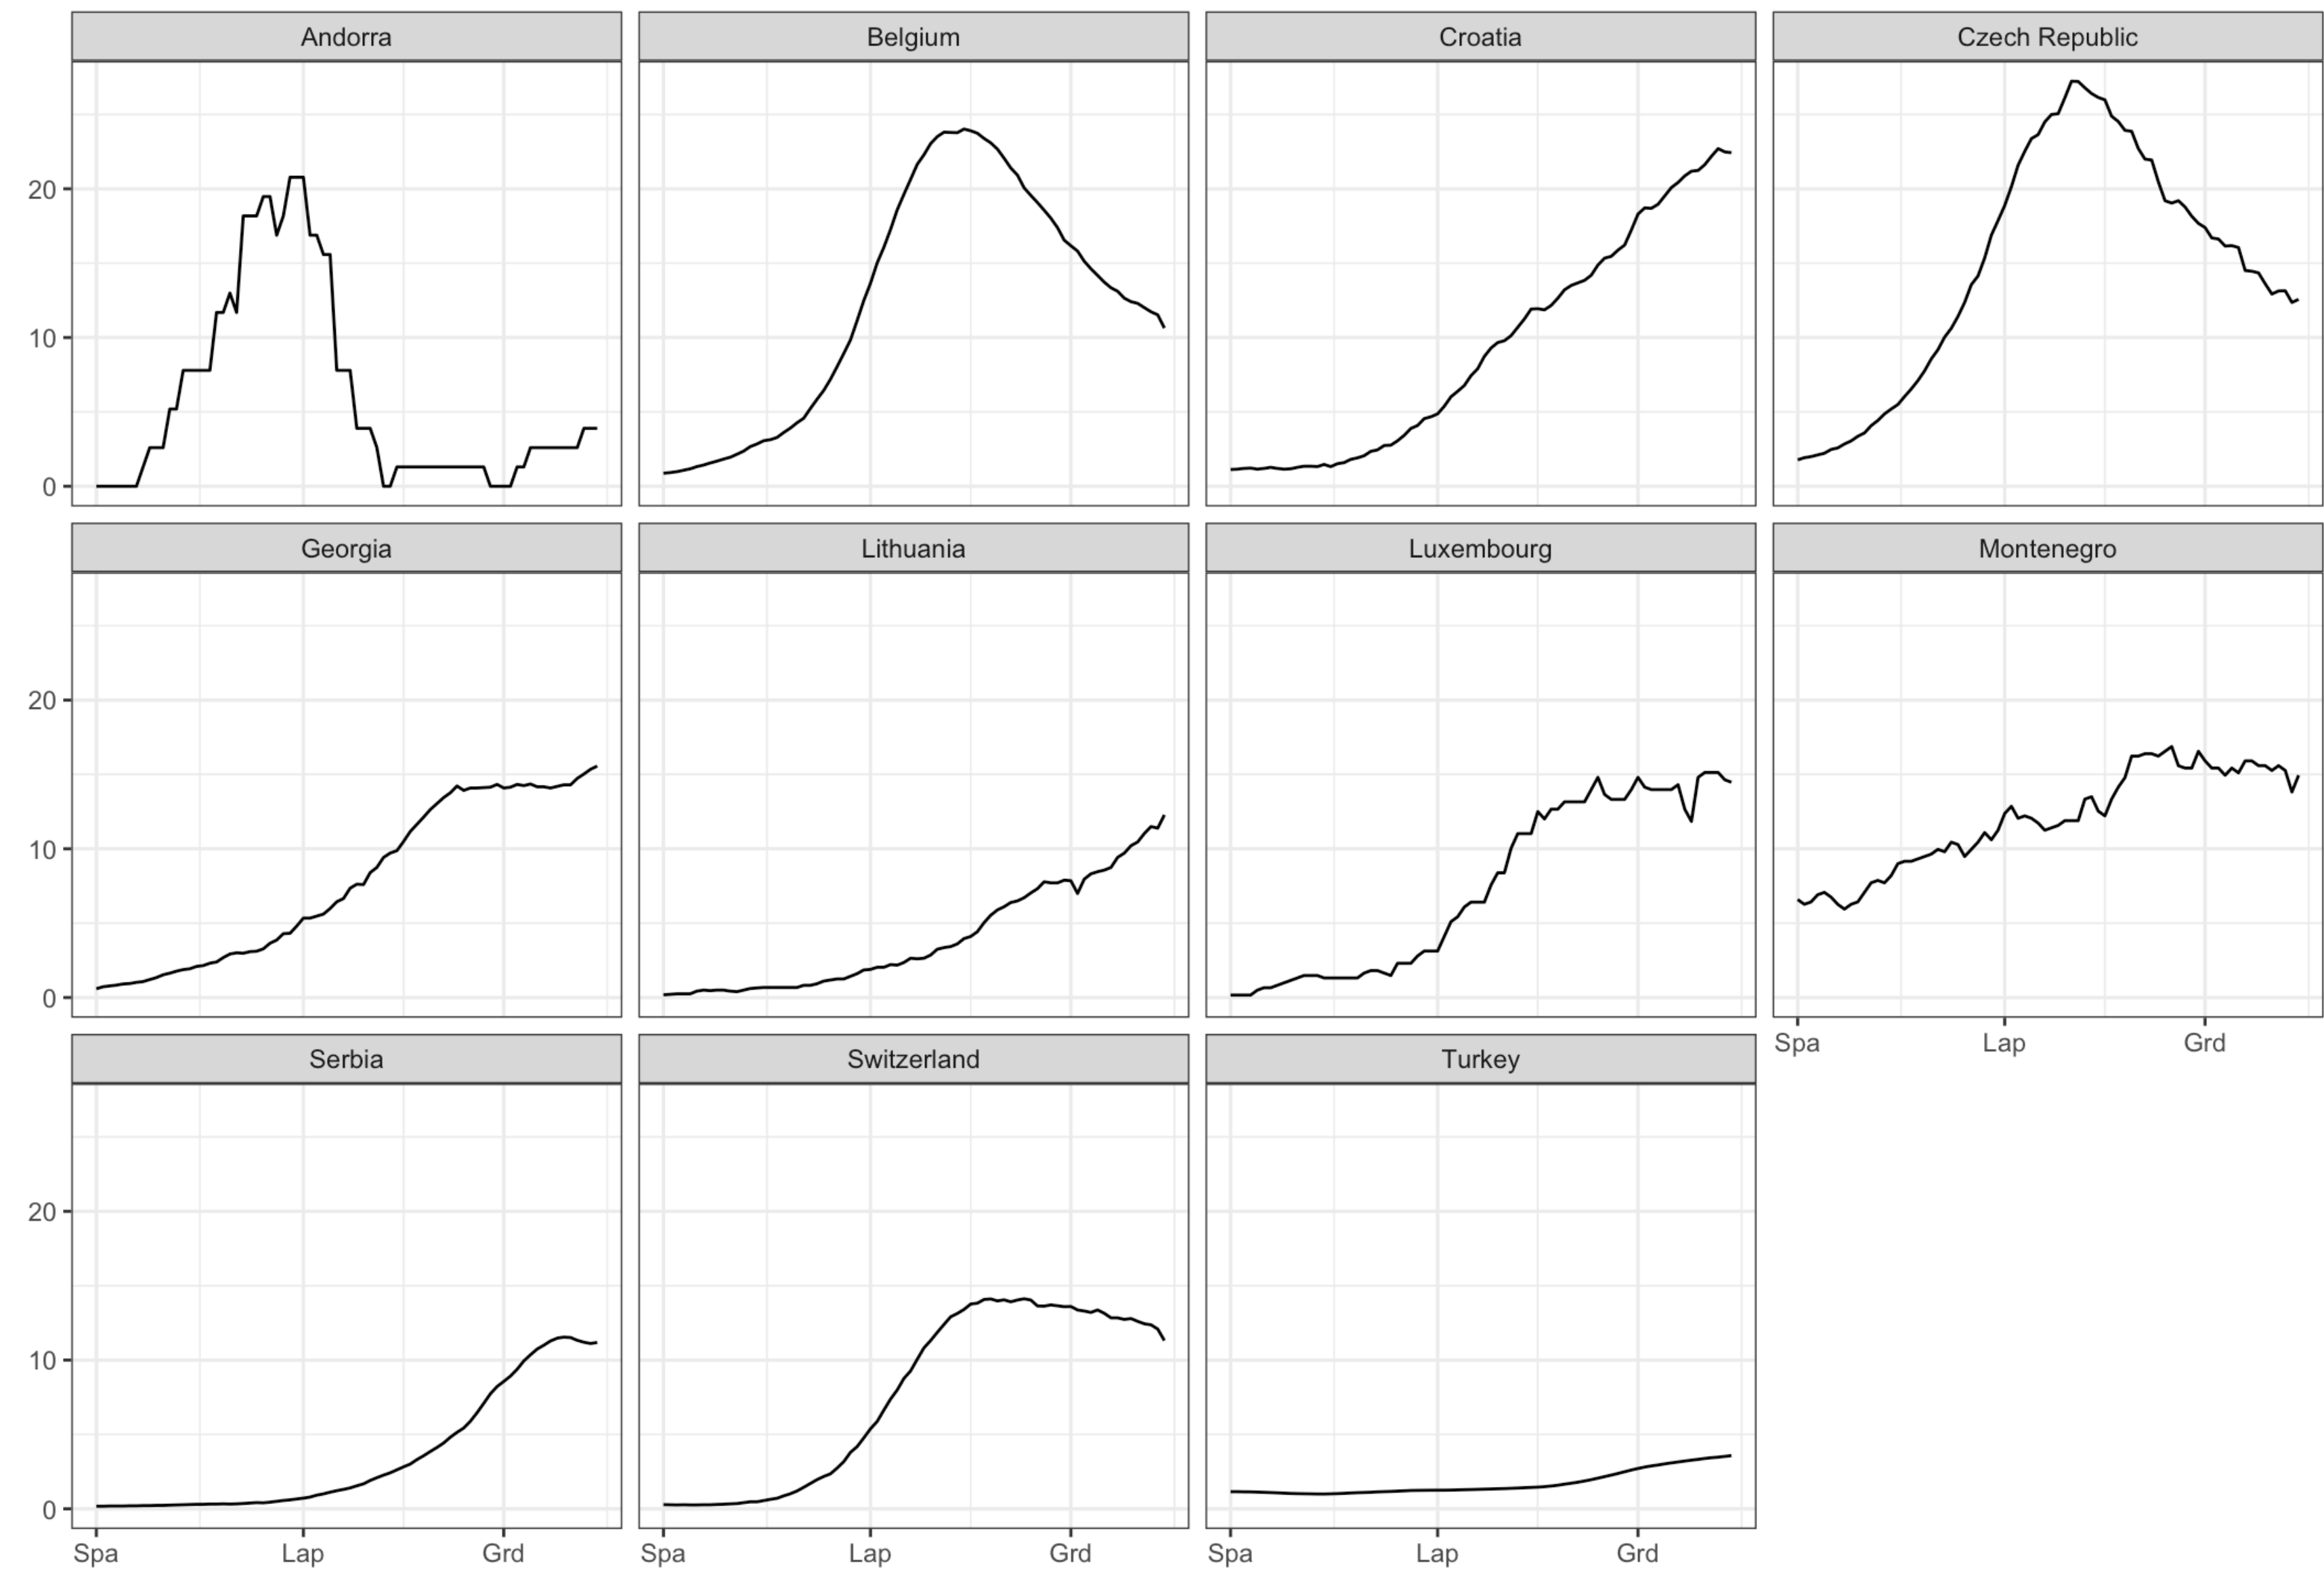 Andorra Belgium Croatia Czech Republic
20
10
0
Georgia Lithuania Luxembourg Montenegro
20
10
0
Spa Lap Grd
Serbia Switzerland Turkey
20
10
0
Spa Lap Grd Spa Lap Grd Spa Lap Grd